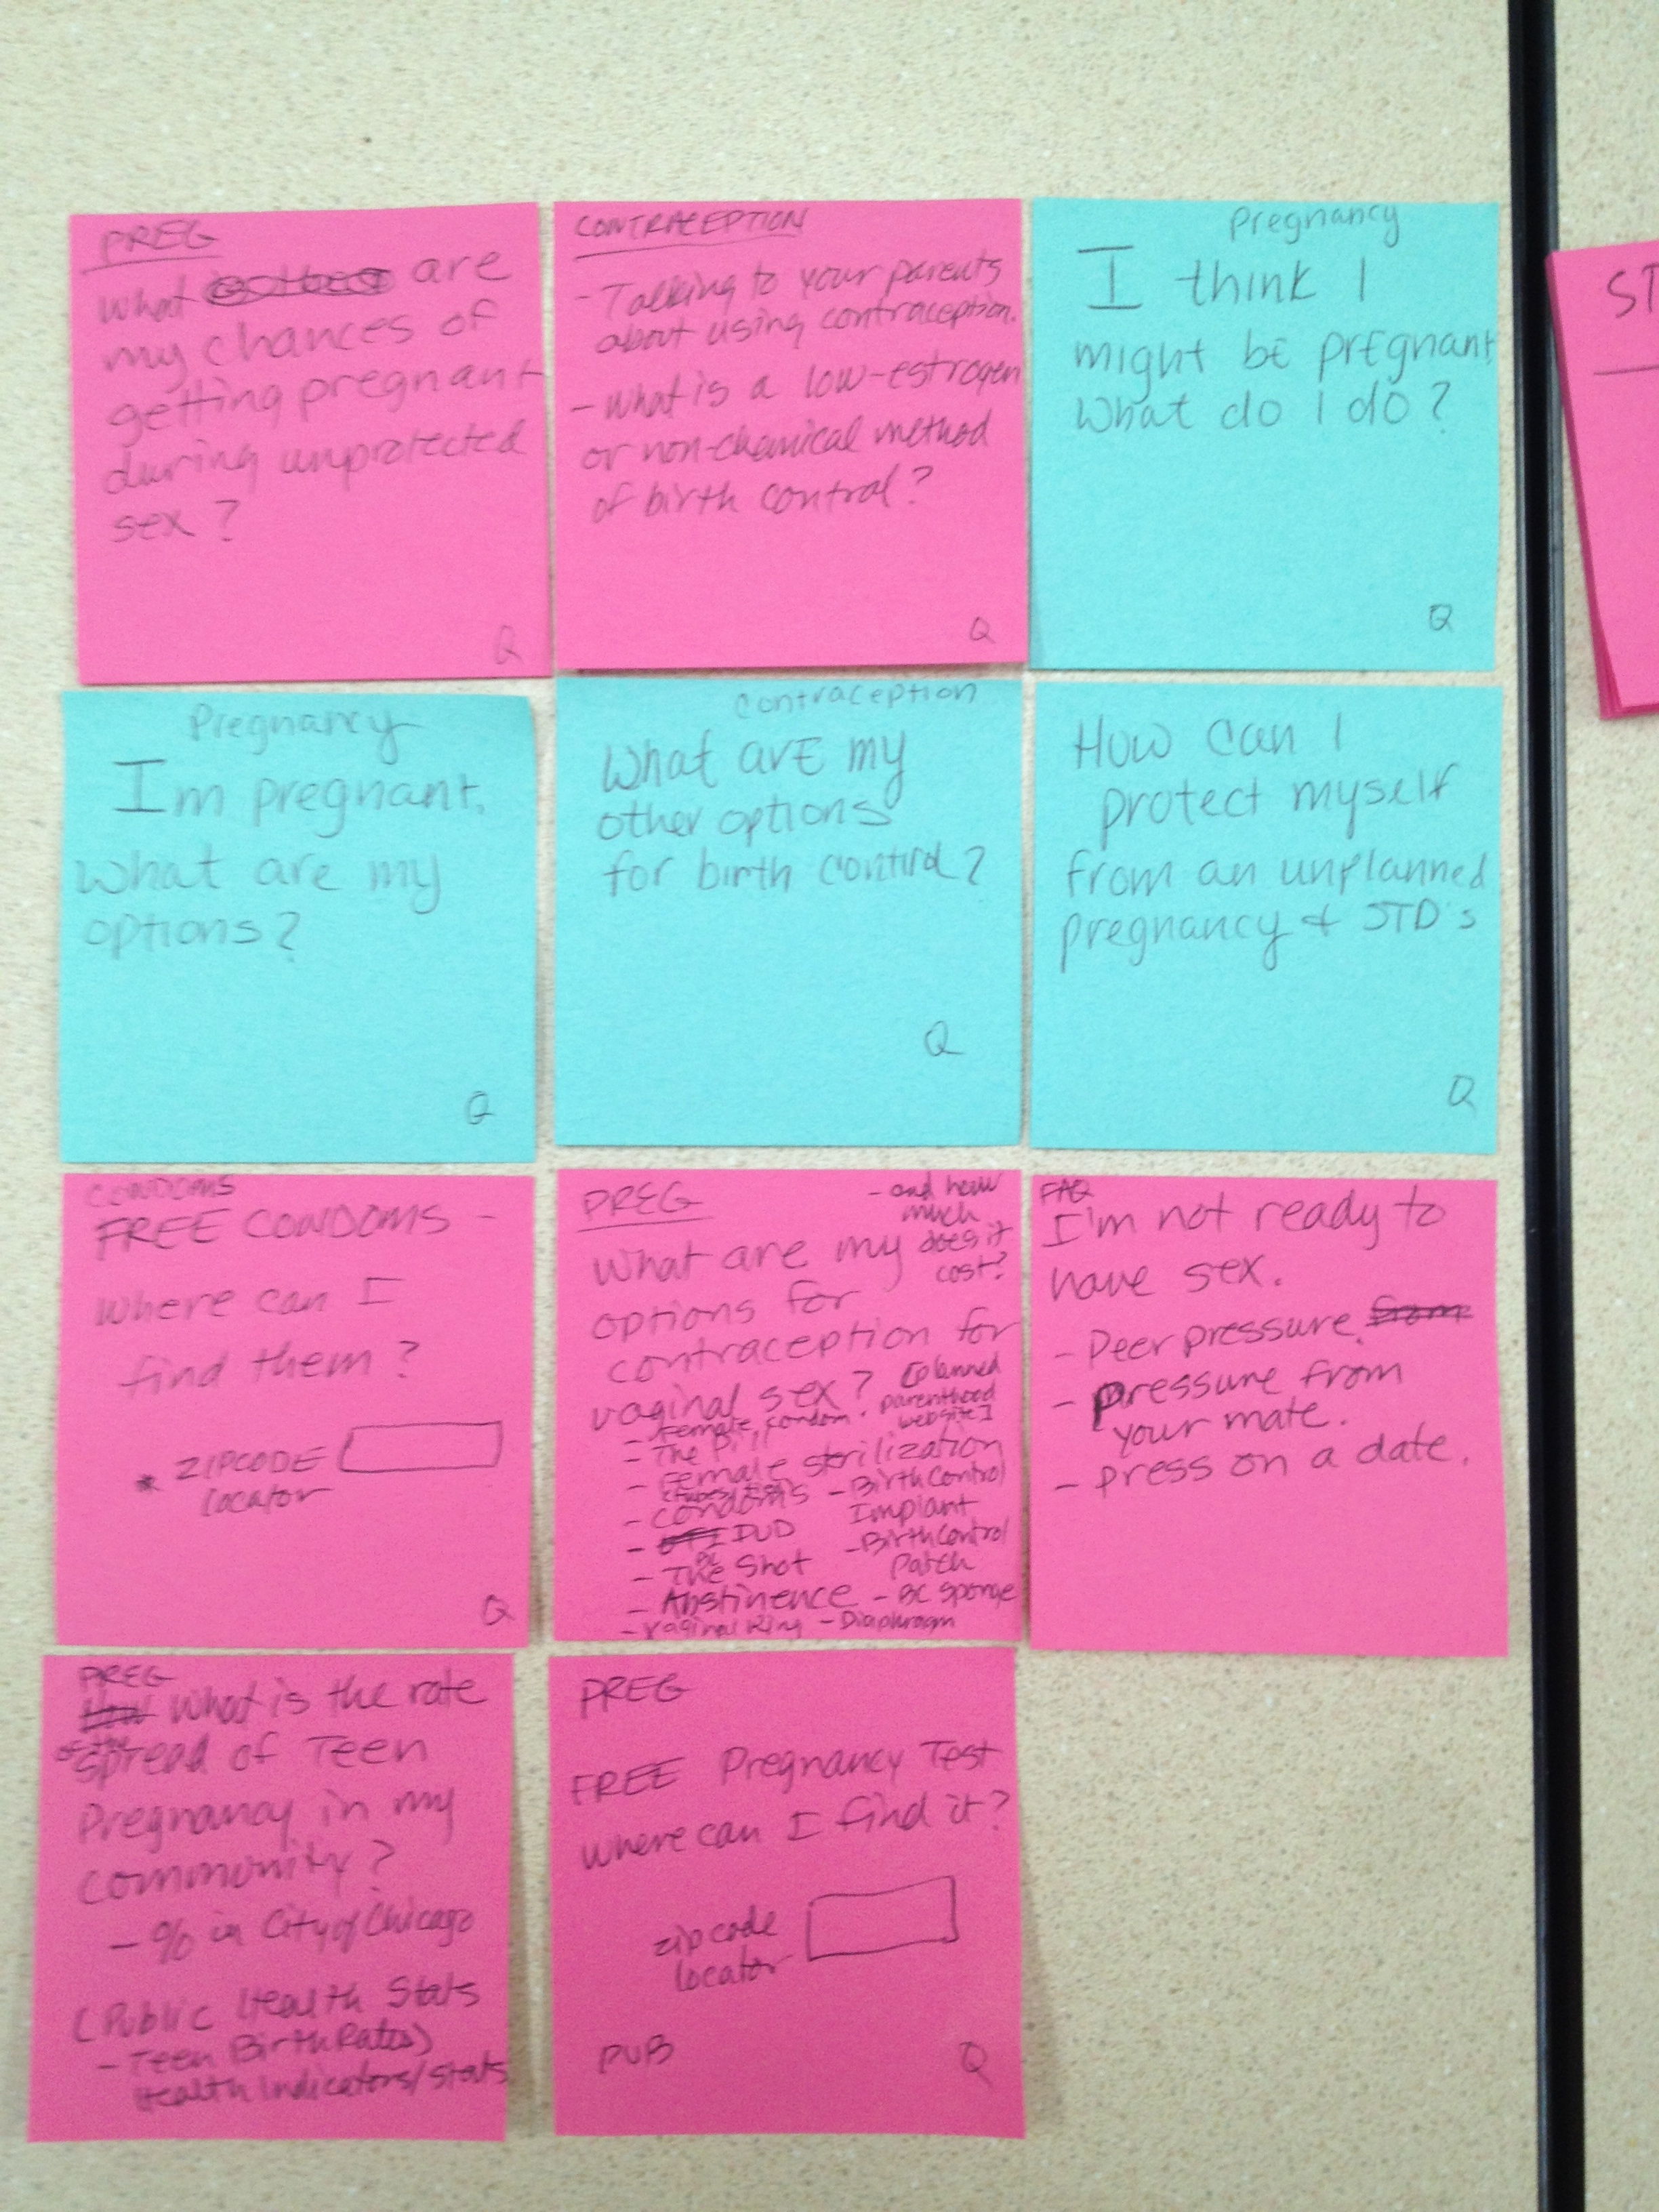 PREG
What are
my chances of
getting pregnant
during unprotected
sex?
Q
CONTRACEPTION
- Talking to your parents
about using contraception.
- What is a low-estrogen
or non-chemical method
of birth control?
Q
Pregnancy
I think I
might be pregnant
What do I do?
Q
Pregnancy
Im pregnant.
What are my
options?
Q
Contraception
What are my
other options
for birth control?
Q
How can I
protect myself
from an unplanned
pregnancy & STD's
Q
CONDOMS
FREE CONDOMS -
where can I
find them?
* ZIPCODE
locator
Q
PREG
- and how
much
does it
cost?
What are my
options for
contraception for
vaginal sex?
[planned
parenthood
website]
- Female condom.
- The Pill
- Female sterilization
- Condoms
- IUD
- The BC Shot
- Abstinence
- Vaginal Ring
- Birth Control
Implant
- Birth Control
Patch
- BC Sponge
- Diaphragm
FAQ
I'm not ready to
have sex.
- Peer pressure.
- pressure from
your mate.
- press on a date.
PREG
What is the rate
of the spread of Teen
Pregnancy in my
community?
- % in City of Chicago
(Public Health Stats
- Teen Birth Rates)
Health Indicators/stats
PREG
FREE Pregnancy Test
where can I find it?
zipcode
locator
PUB
Q
ST